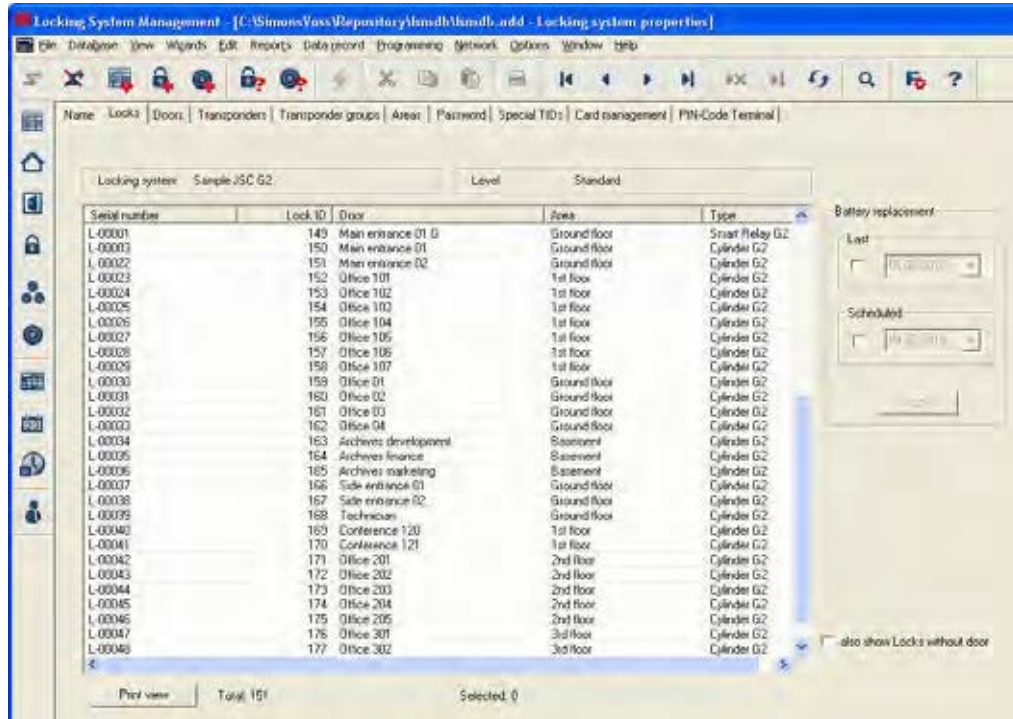 Locking System Management - [C:\SimonsVoss\Repository\lsmdb\lsmdb.add - Locking system properties]
File Database View Wizards Edit Reports Data record Programming Network Options Window Help
Name Locks Doors Transponders Transponder groups Areas Password Special TIDs Card management PIN-Code Terminal
Locking system Sample JSC G2 Level Standard
Serial number Lock ID Door Area Type
L-00001 149 Main entrance 01 G Ground floor Smart Relay G2
L-00003 150 Main entrance 01 Ground floor Cylinder G2
L-00022 151 Main entrance 02 Ground floor Cylinder G2
L-00023 152 Office 101 1st floor Cylinder G2
L-00024 153 Office 102 1st floor Cylinder G2
L-00025 154 Office 103 1st floor Cylinder G2
L-00026 155 Office 104 1st floor Cylinder G2
L-00027 156 Office 105 1st floor Cylinder G2
L-00028 157 Office 106 1st floor Cylinder G2
L-00029 158 Office 107 1st floor Cylinder G2
L-00030 159 Office 01 Ground floor Cylinder G2
L-00031 160 Office 02 Ground floor Cylinder G2
L-00032 161 Office 03 Ground floor Cylinder G2
L-00033 162 Office 04 Ground floor Cylinder G2
L-00034 163 Archives development Basement Cylinder G2
L-00035 164 Archives finance Basement Cylinder G2
L-00036 165 Archives marketing Basement Cylinder G2
L-00037 166 Side entrance 01 Ground floor Cylinder G2
L-00038 167 Side entrance 02 Ground floor Cylinder G2
L-00039 168 Technician Ground floor Cylinder G2
L-00040 169 Conference 120 1st floor Cylinder G2
L-00041 170 Conference 121 1st floor Cylinder G2
L-00042 171 Office 201 2nd floor Cylinder G2
L-00043 172 Office 202 2nd floor Cylinder G2
L-00044 173 Office 203 2nd floor Cylinder G2
L-00045 174 Office 204 2nd floor Cylinder G2
L-00046 175 Office 205 2nd floor Cylinder G2
L-00047 176 Office 301 3rd floor Cylinder G2
L-00048 177 Office 302 3rd floor Cylinder G2
Battery replacement
Last
Scheduled
also show Locks without door
Print view Total: 151 Selected: 0